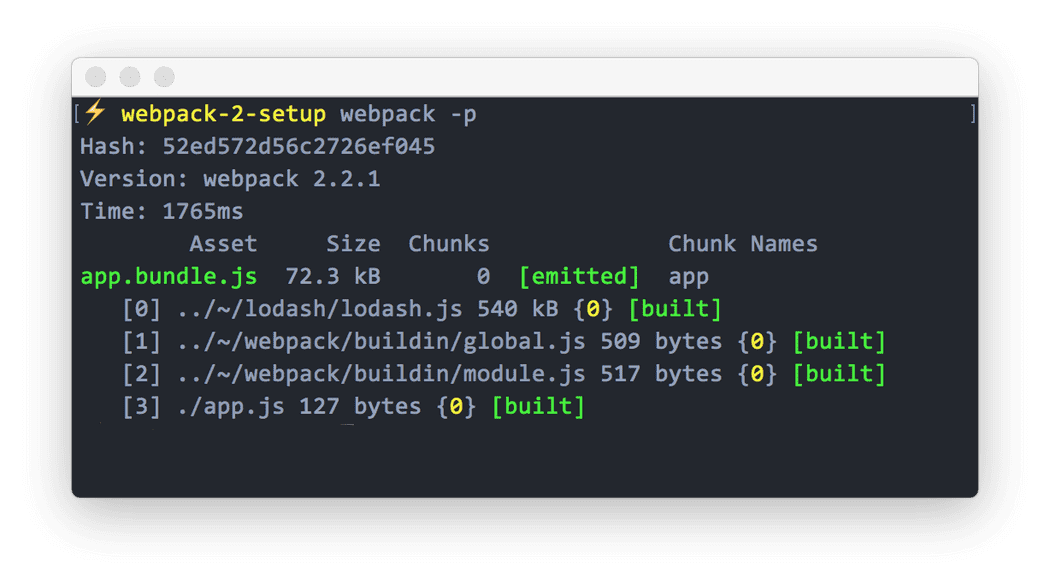 [⚡ webpack-2-setup webpack -p ]
Hash: 52ed572d56c2726ef045
Version: webpack 2.2.1
Time: 1765ms
Asset Size Chunks Chunk Names
app.bundle.js 72.3 kB 0 [emitted] app
[0] ../~/lodash/lodash.js 540 kB {0} [built]
[1] ../~/webpack/buildin/global.js 509 bytes {0} [built]
[2] ../~/webpack/buildin/module.js 517 bytes {0} [built]
[3] ./app.js 127 bytes {0} [built]